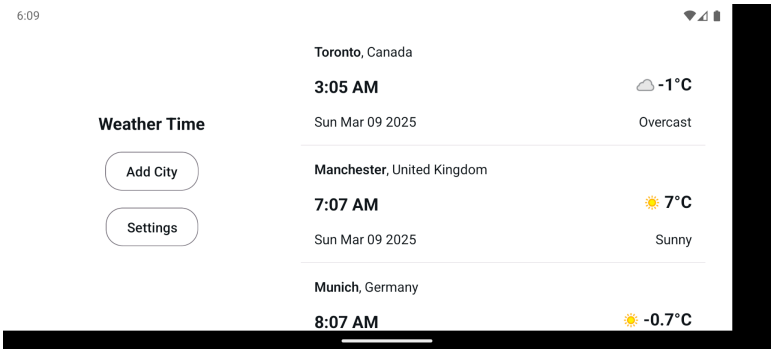 6:09
Weather Time
Add City
Settings
Toronto, Canada
3:05 AM
-1°C
Sun Mar 09 2025
Overcast
Manchester, United Kingdom
7:07 AM
7°C
Sun Mar 09 2025
Sunny
Munich, Germany
8:07 AM
-0.7°C